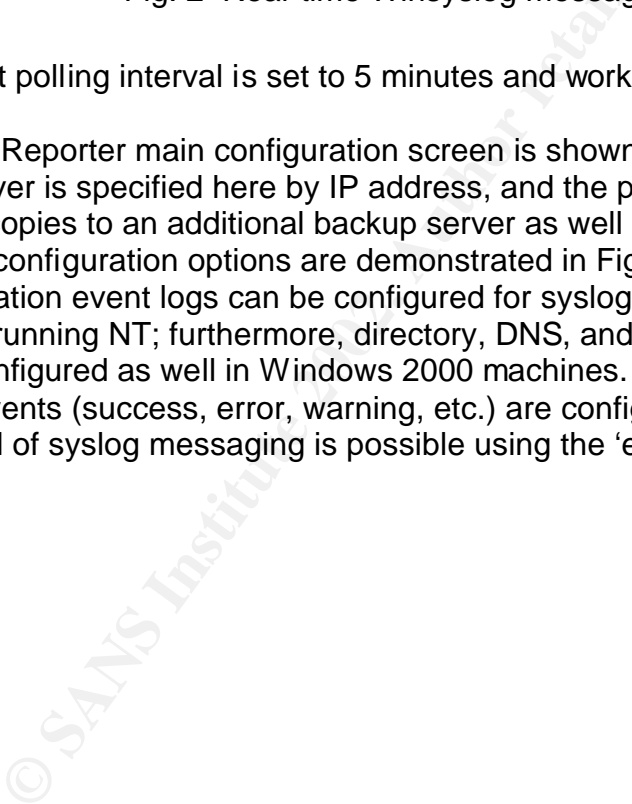 Fig. 2 Real-time Winsyslog messag
t polling interval is set to 5 minutes and work
Reporter main configuration screen is shown
ver is specified here by IP address, and the p
opies to an additional backup server as well
configuration options are demonstrated in Fig
ation event logs can be configured for syslog
running NT; furthermore, directory, DNS, and
nfigured as well in Windows 2000 machines.
vents (success, error, warning, etc.) are config
l of syslog messaging is possible using the ‘e
© SANS Institute 2002 Author retai